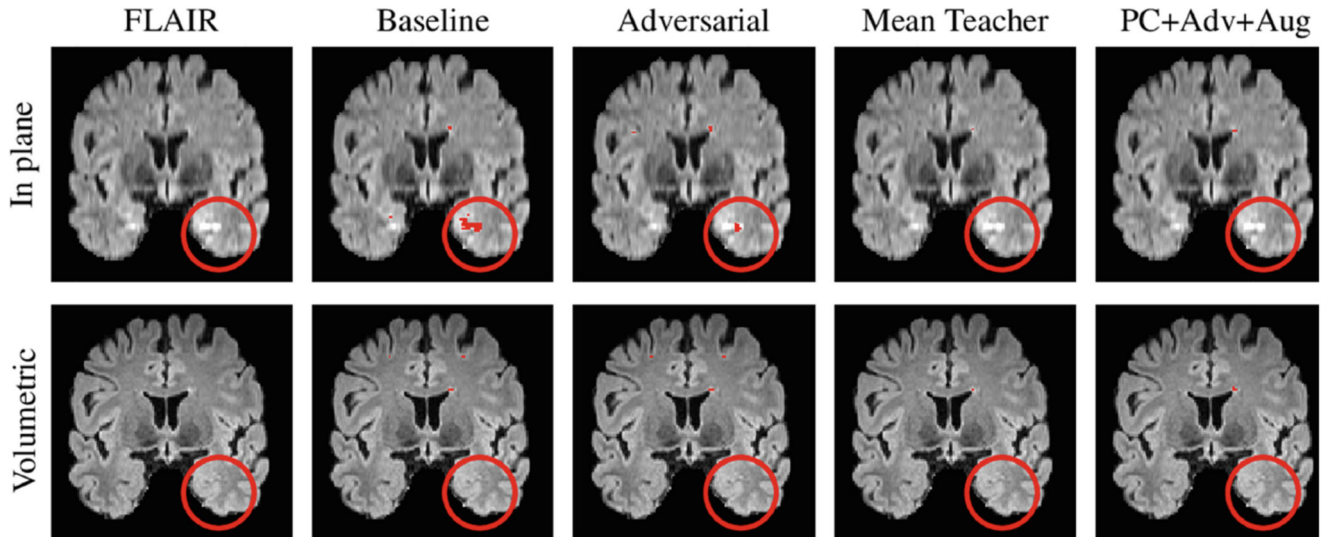 FLAIR Baseline Adversarial Mean Teacher PC+Adv+Aug
In plane
Volumetric